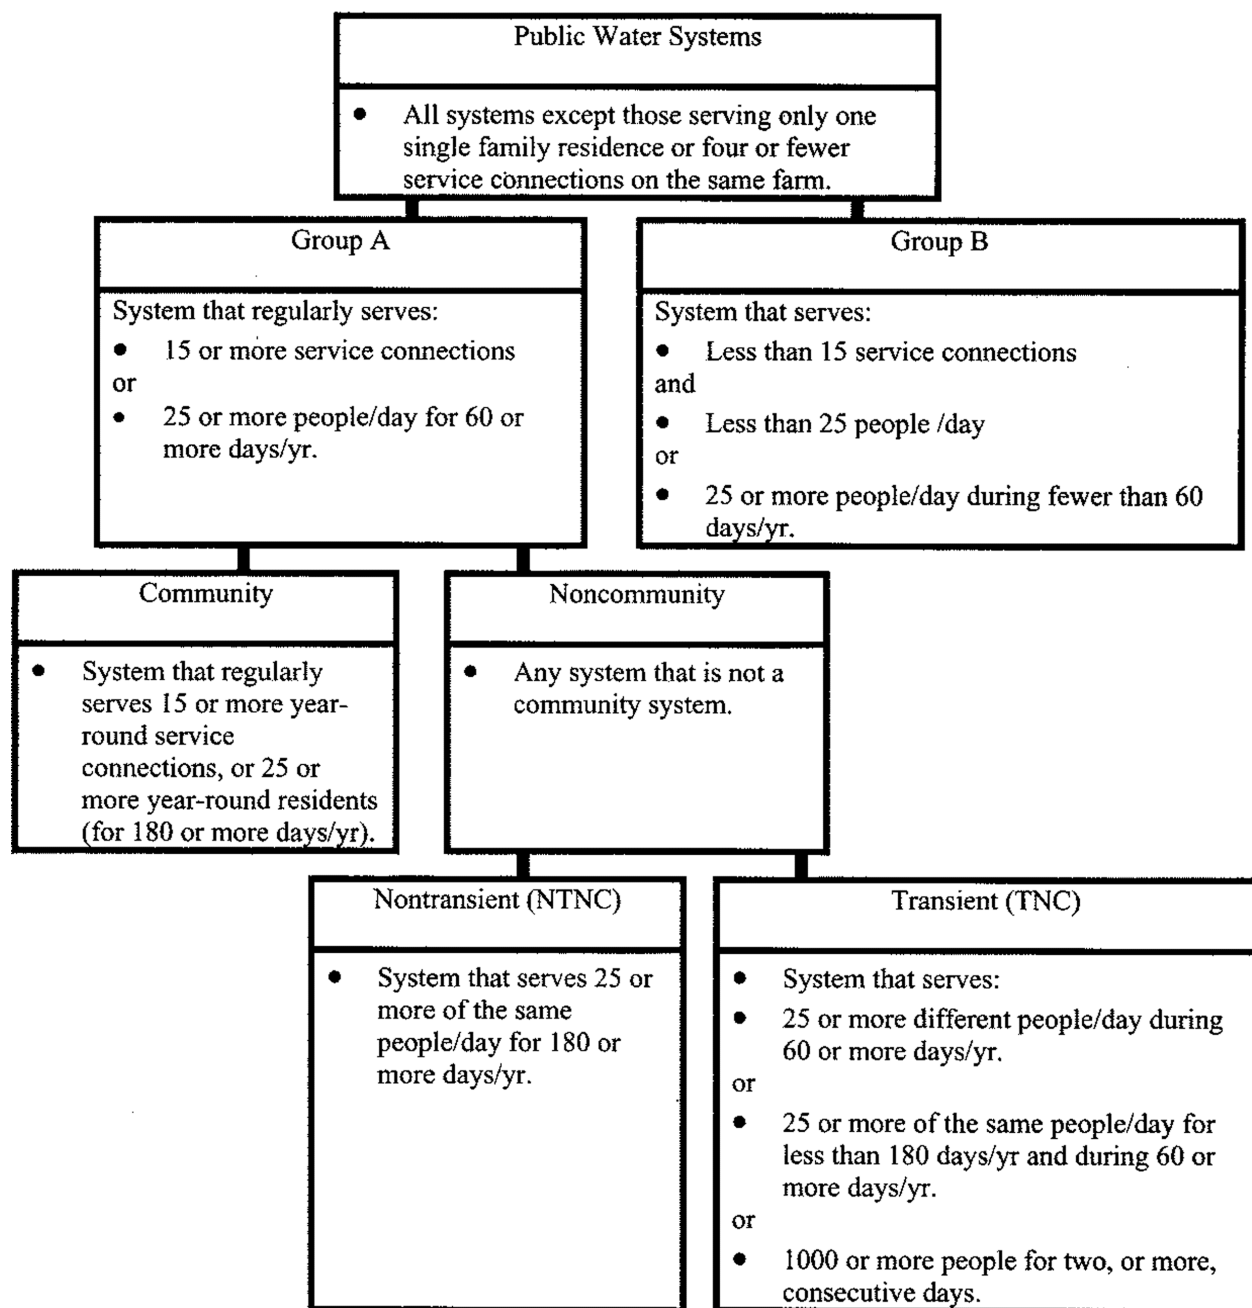 Public Water Systems
• All systems except those serving only one
single family residence or four or fewer
service connections on the same farm.
Group A
System that regularly serves:
• 15 or more service connections
or
• 25 or more people/day for 60 or
more days/yr.
Group B
System that serves:
• Less than 15 service connections
and
• Less than 25 people /day
or
• 25 or more people/day during fewer than 60
days/yr.
Community
• System that regularly
serves 15 or more year-
round service
connections, or 25 or
more year-round residents
(for 180 or more days/yr).
Noncommunity
• Any system that is not a
community system.
Nontransient (NTNC)
• System that serves 25 or
more of the same
people/day for 180 or
more days/yr.
Transient (TNC)
• System that serves:
• 25 or more different people/day during
60 or more days/yr.
or
• 25 or more of the same people/day for
less than 180 days/yr and during 60 or
more days/yr.
or
• 1000 or more people for two, or more,
consecutive days.